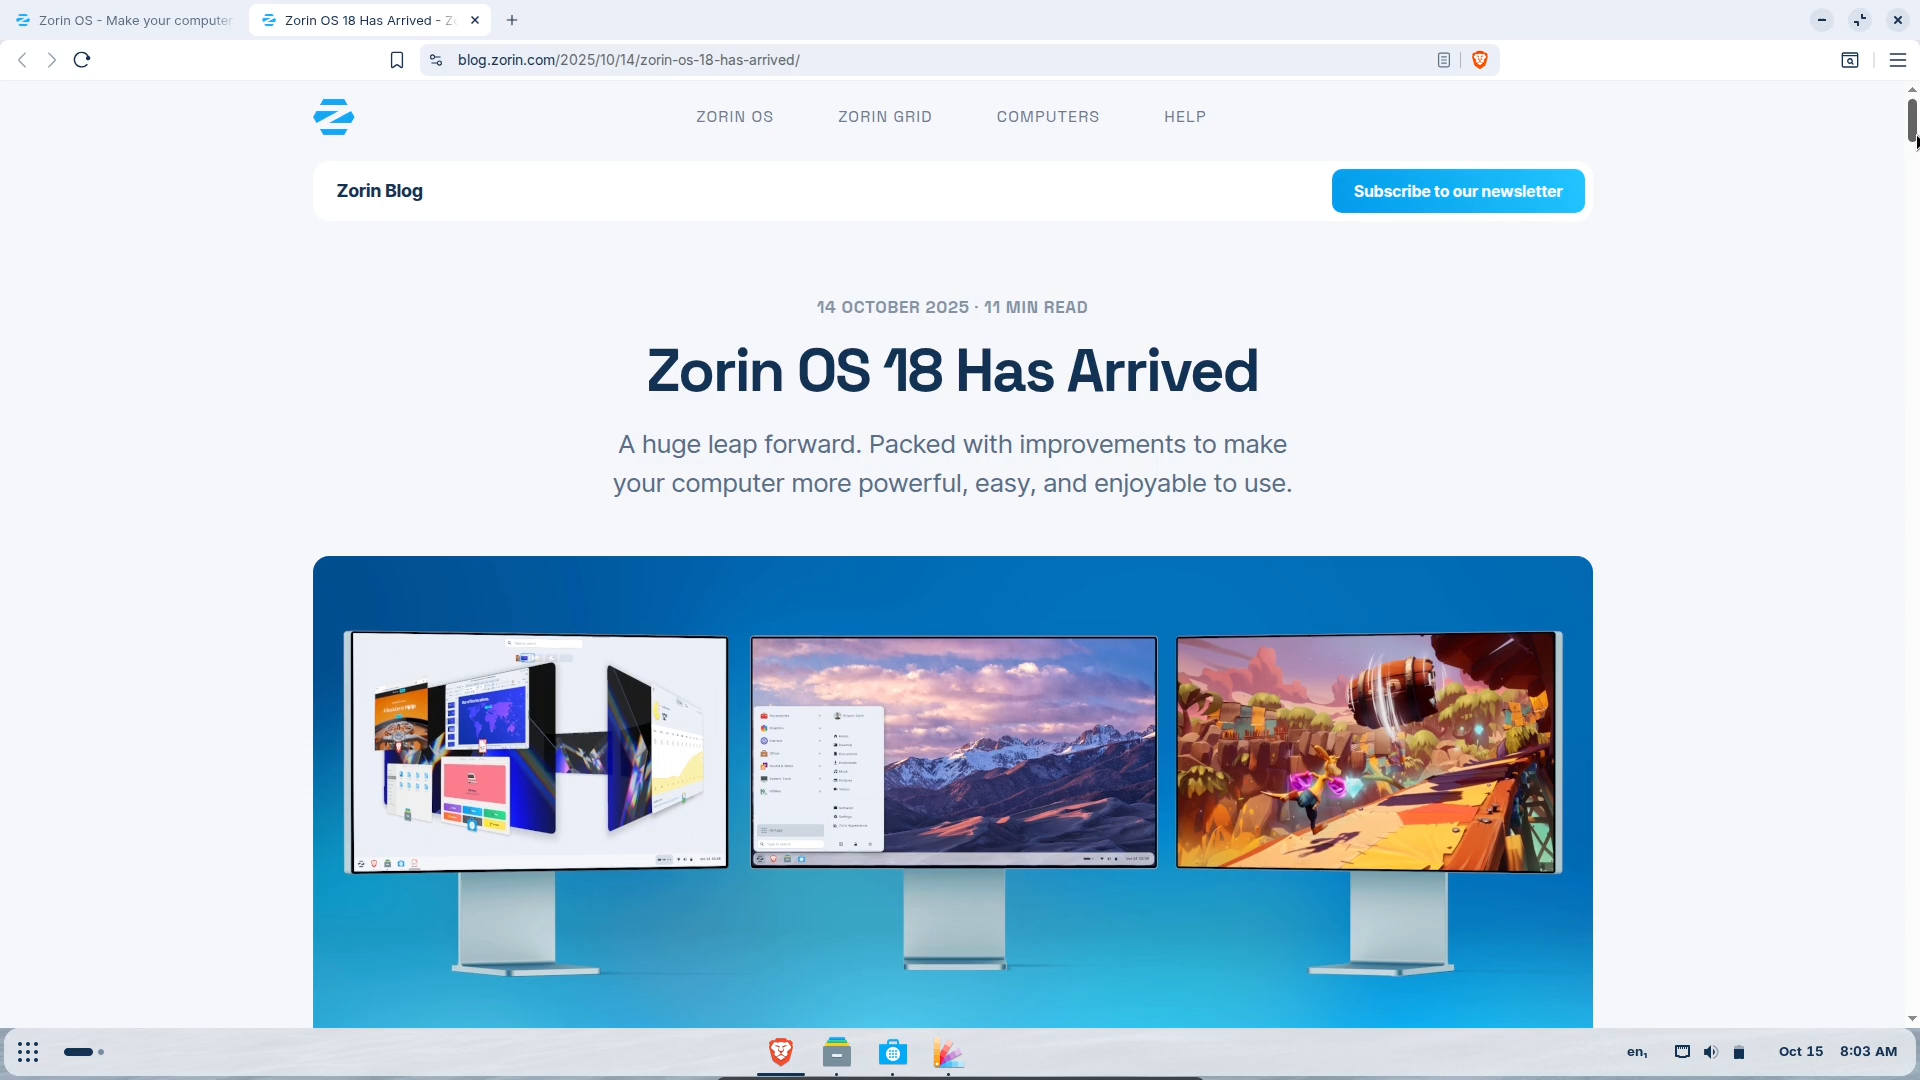 Zorin OS - Make your computer
Zorin OS 18 Has Arrived - Zo
blog.zorin.com/2025/10/14/zorin-os-18-has-arrived/
ZORIN OS
ZORIN GRID
COMPUTERS
HELP
Zorin Blog
Subscribe to our newsletter
14 OCTOBER 2025 · 11 MIN READ
Zorin OS 18 Has Arrived
A huge leap forward. Packed with improvements to make
your computer more powerful, easy, and enjoyable to use.
en₁
Oct 15
8:03 AM